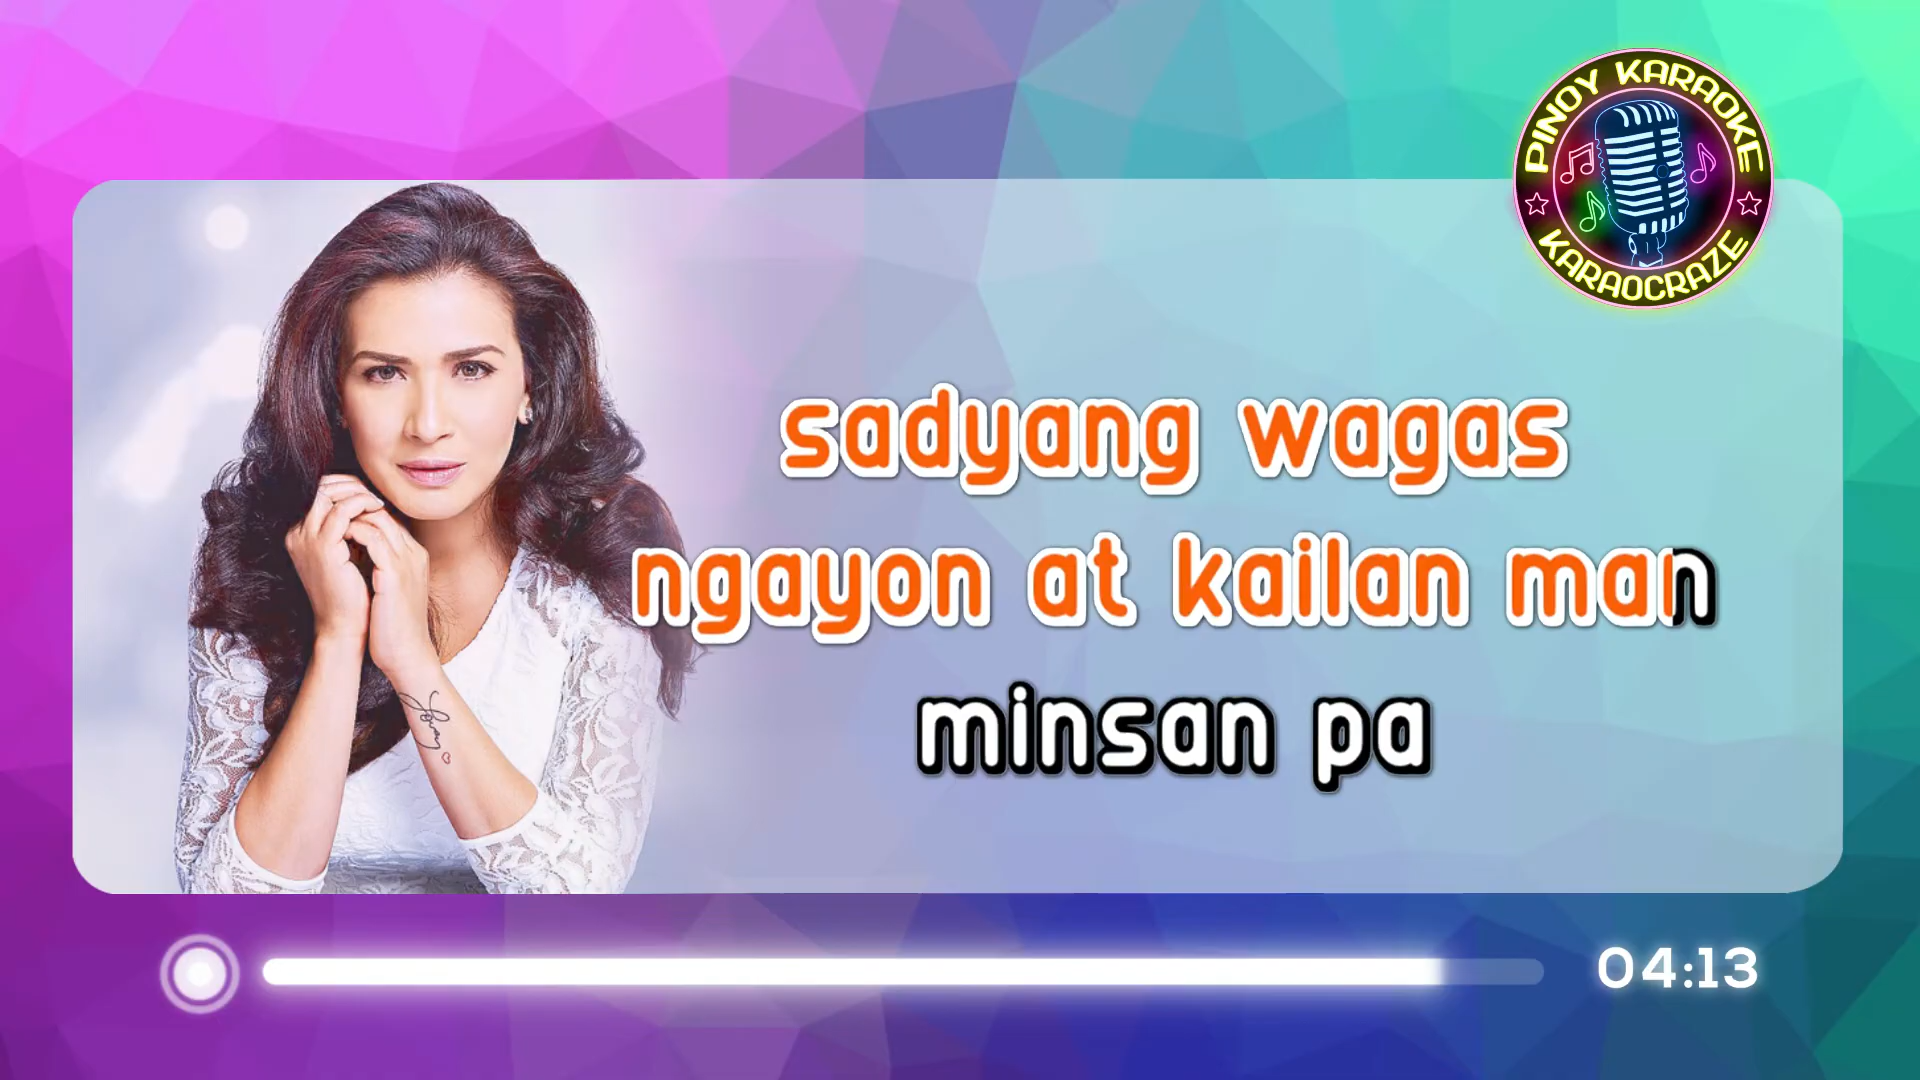 PINOY KARAOKE
KARAOCRAZE
sadyang wagas
ngayon at kailan man
minsan pa
04:13